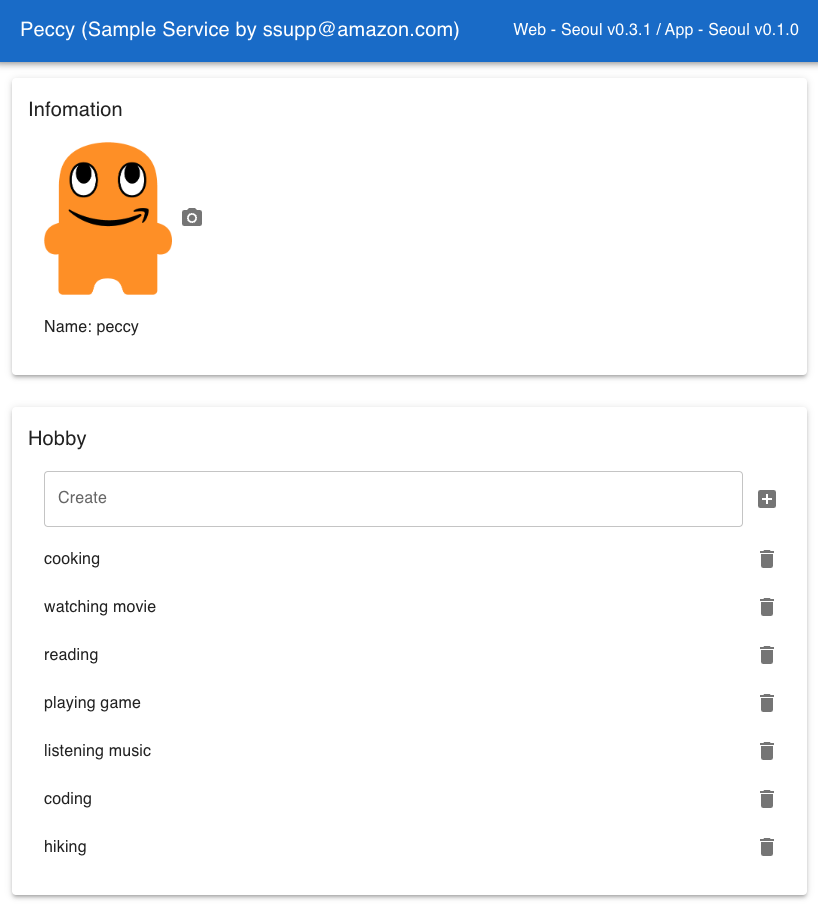 Peccy (Sample Service by ssupp@amazon.com) Web - Seoul v0.3.1 / App - Seoul v0.1.0
Infomation
Name: peccy
Hobby
Create
cooking
watching movie
reading
playing game
listening music
coding
hiking